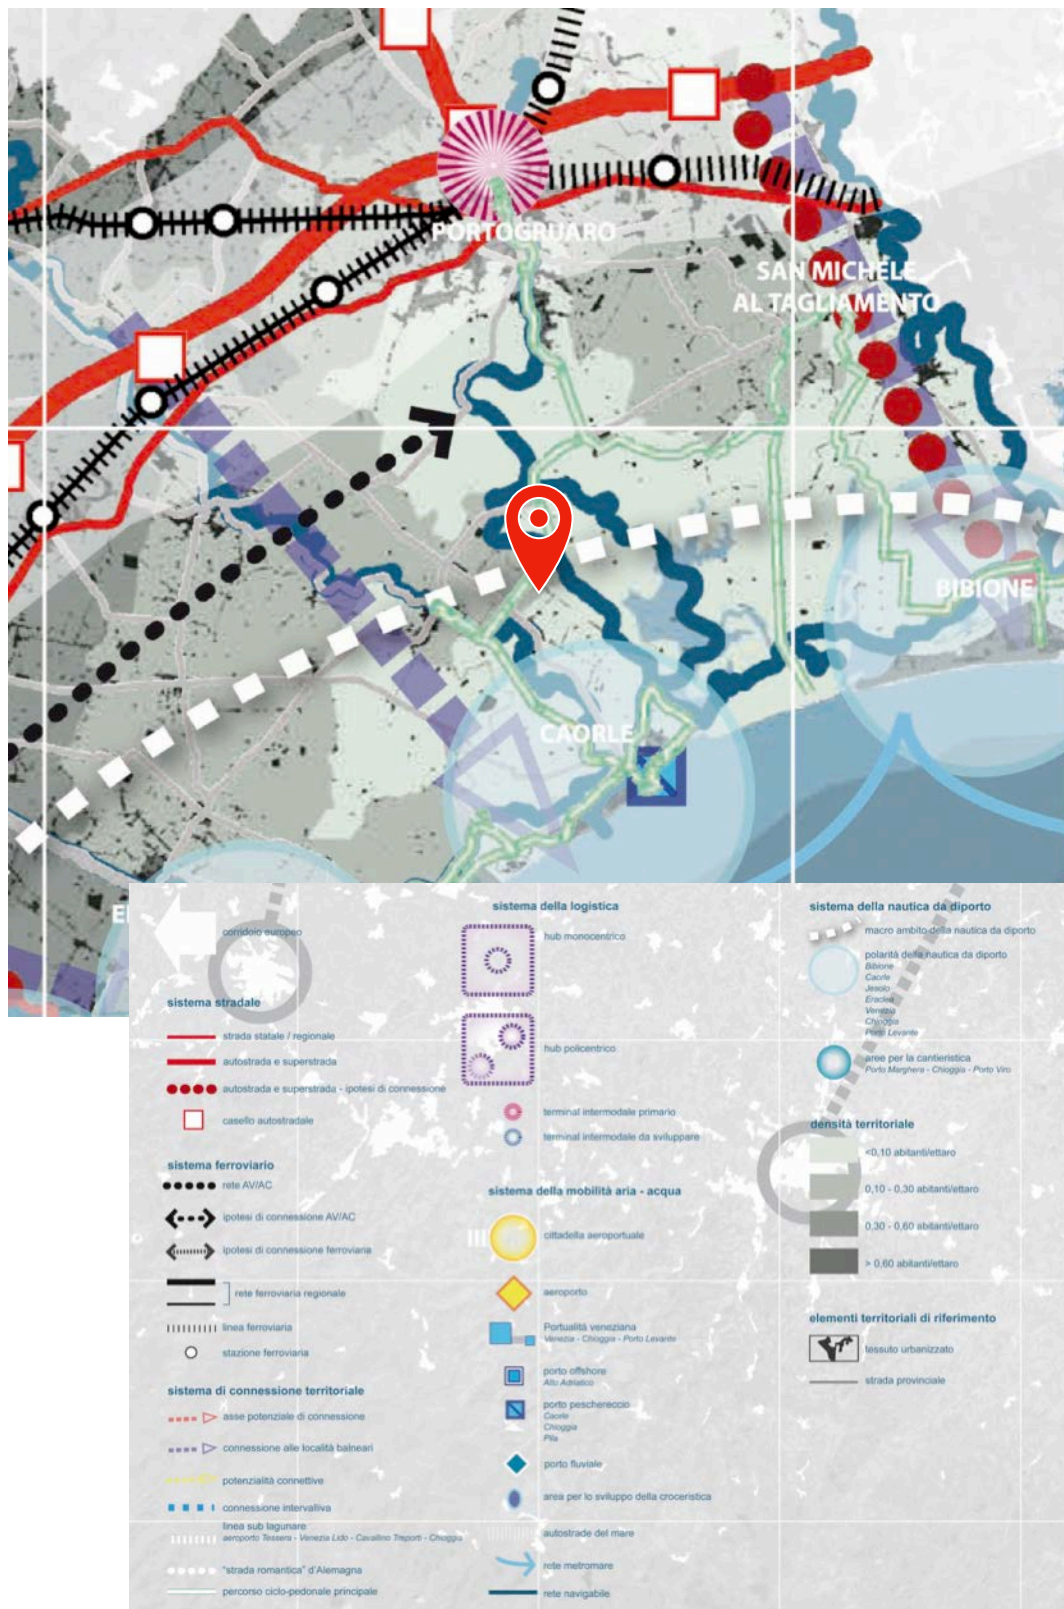 PORTOGRUARO
SAN MICHELE
AL TAGLIAMENTO
BIBIONE
CAORLE
E
corridoio europeo
sistema stradale
strada statale / regionale
autostrada e superstrada
autostrada e superstrada - ipotesi di connessione
casello autostradale
sistema ferroviario
rete AV/AC
ipotesi di connessione AV/AC
ipotesi di connessione ferroviaria
rete ferroviaria regionale
linea ferroviaria
stazione ferroviaria
sistema di connessione territoriale
asse potenziale di connessione
connessione alle località balneari
potenzialità connettive
connessione intervalliva
linea sub lagunare
aeroporto Tessera - Venezia Lido - Cavallino Treporti - Chioggia
"strada romantica" d'Alemagna
percorso ciclo-pedonale principale
sistema della logistica
hub monocentrico
hub policentrico
terminal intermodale primario
terminal intermodale da sviluppare
sistema della mobilità aria - acqua
cittadella aeroportuale
aeroporto
Portualità veneziana
Venezia - Chioggia - Porto Levante
porto offshore
Alto Adriatico
porto peschereccio
Caorle
Chioggia
Pila
porto fluviale
area per lo sviluppo della croceristica
autostrade del mare
rete metromare
rete navigabile
sistema della nautica da diporto
macro ambito della nautica da diporto
polarità della nautica da diporto
Bibione
Caorle
Jesolo
Eraclea
Venezia
Chioggia
Porto Levante
aree per la cantieristica
Porto Marghera - Chioggia - Porto Viro
densità territoriale
<0,10 abitanti/ettaro
0,10 - 0,30 abitanti/ettaro
0,30 - 0,60 abitanti/ettaro
> 0,60 abitanti/ettaro
elementi territoriali di riferimento
tessuto urbanizzato
strada provinciale